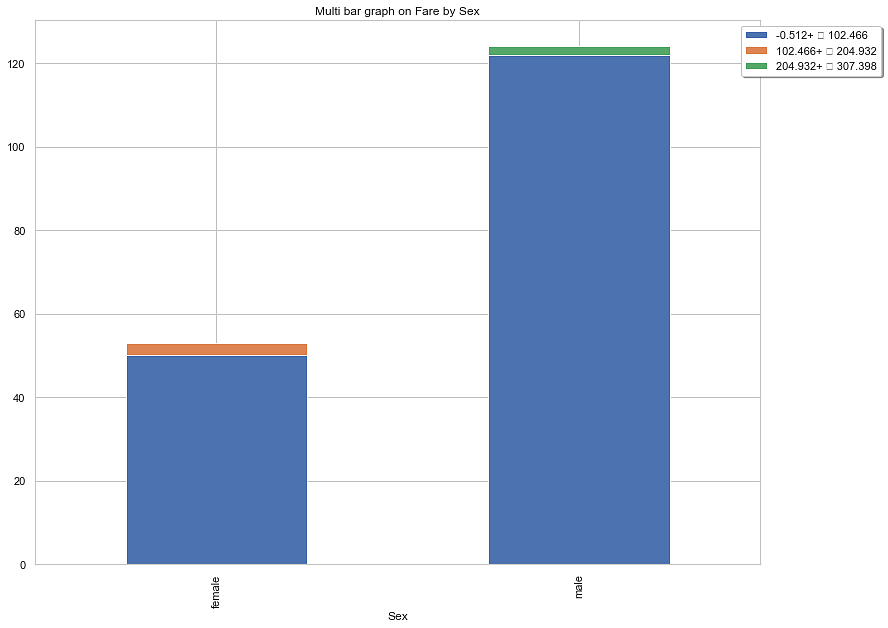 Multi bar graph on Fare by Sex
-0.512+ ▯ 102.466
102.466+ ▯ 204.932
204.932+ ▯ 307.398
120
100
80
60
40
20
0
female
male
Sex